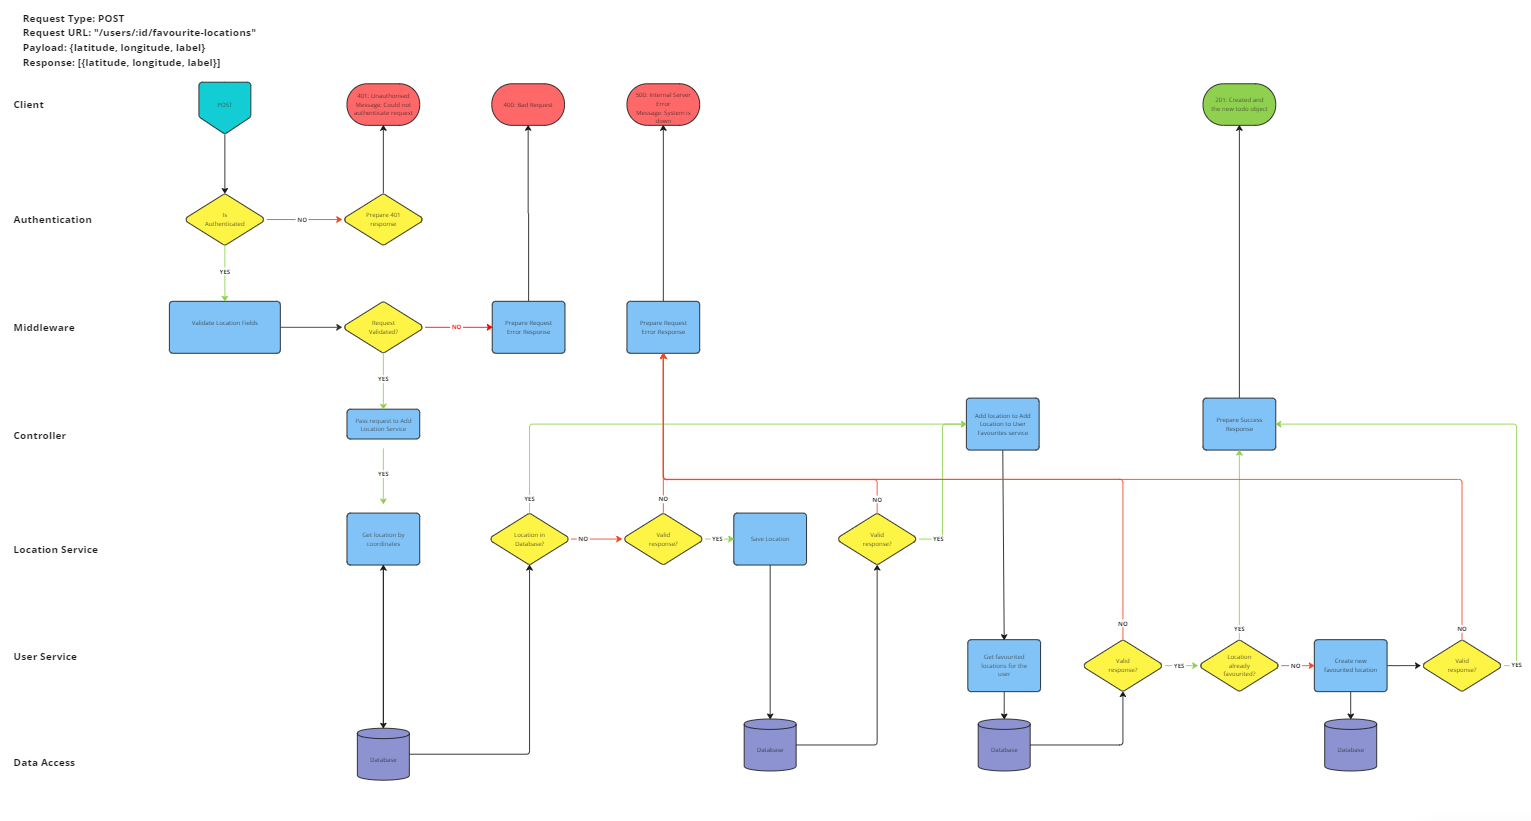 Request Type: POST
Request URL: "/users/:id/favourite-locations"
Payload: {latitude, longitude, label}
Response: [{latitude, longitude, label}]
Client
POST
401: Unauthorised
Message: Could not
authenticate request
400: Bad Request
500: Internal Server
Error
Message: System is
down
201: Created and
the new todo object
Authentication
Is
Authenticated
NO
Prepare 401
response
YES
Middleware
Validate Location Fields
Request
Validated?
NO
Prepare Request
Error Response
Prepare Request
Error Response
YES
Controller
Pass request to Add
Location Service
Add location to Add
Location to User
Favourites service
Prepare Success
Response
YES
YES
NO
NO
Location Service
Get location by
coordinates
Location in
Database?
NO
Valid
response?
YES
Save Location
Valid
response?
YES
NO
YES
NO
User Service
Get favourited
locations for the
user
Valid
response?
YES
Location
already
favourited?
NO
Create new
favourited location
Valid
response?
YES
Data Access
Database
Database
Database
Database